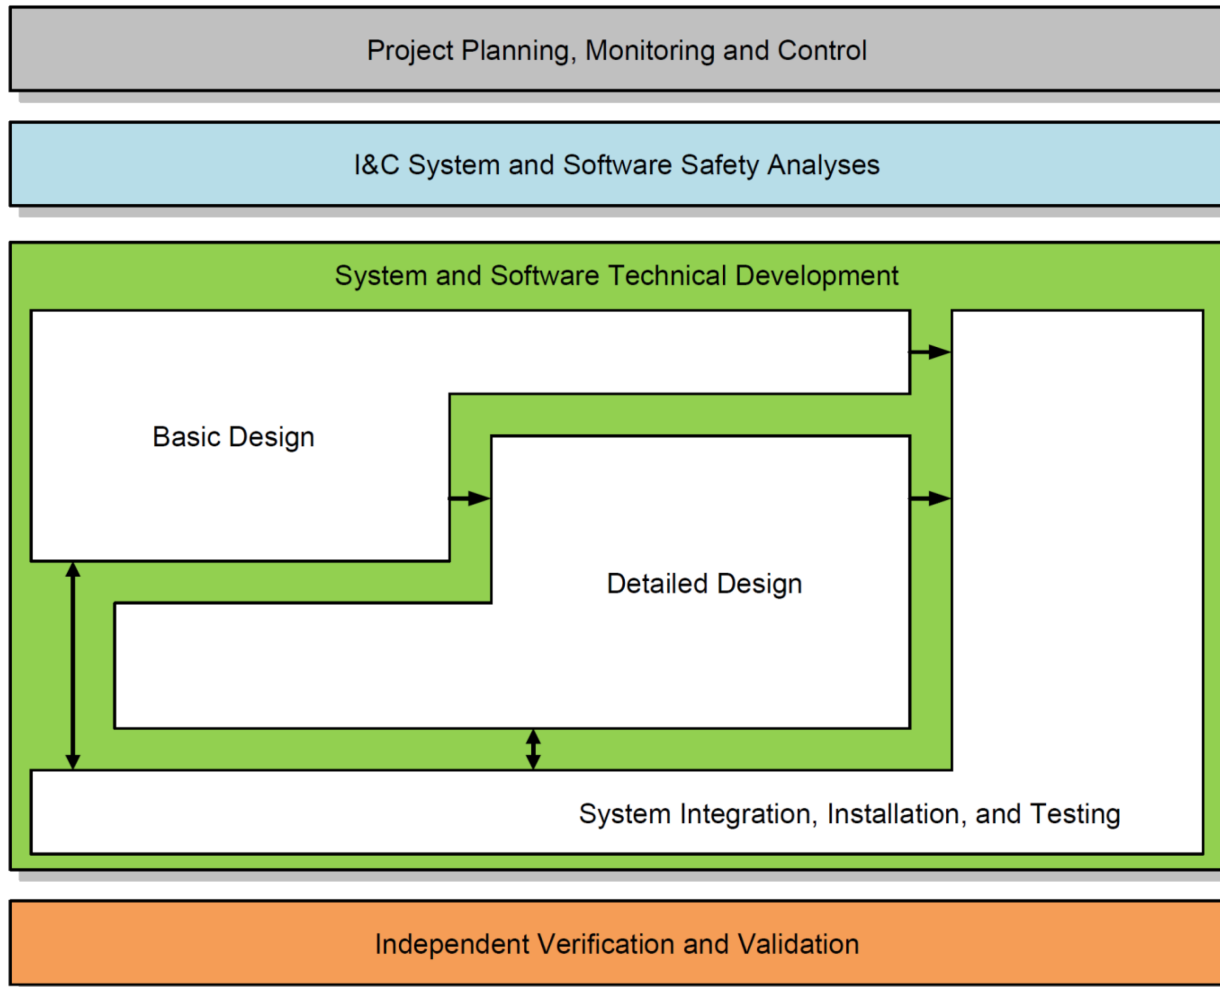 Project Planning, Monitoring and Control
I&C System and Software Safety Analyses
System and Software Technical Development
Basic Design
Detailed Design
System Integration, Installation, and Testing
Independent Verification and Validation